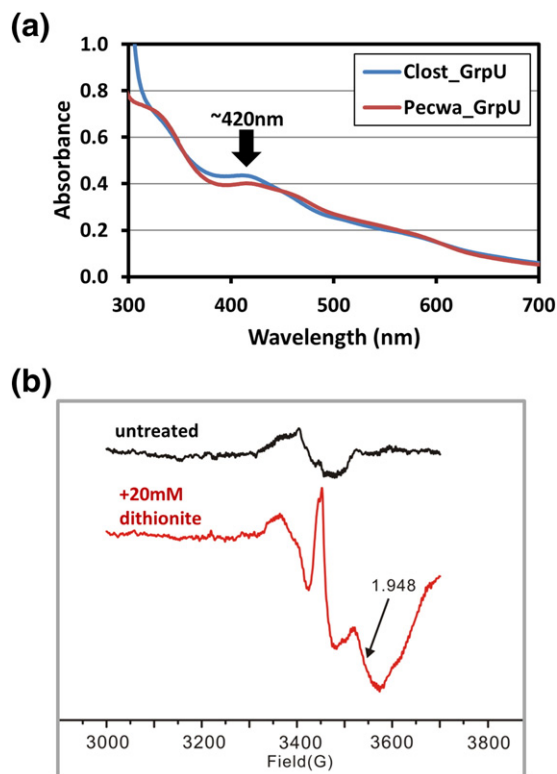 (a)
1.0
0.8
0.6
0.4
0.2
0.0
Absorbance
Clost_GrpU
Pecwa_GrpU
~420nm
300 400 500 600 700
Wavelength (nm)
(b)
untreated
+20mM
dithionite
1.948
3000 3200 3400 3600 3800
Field(G)